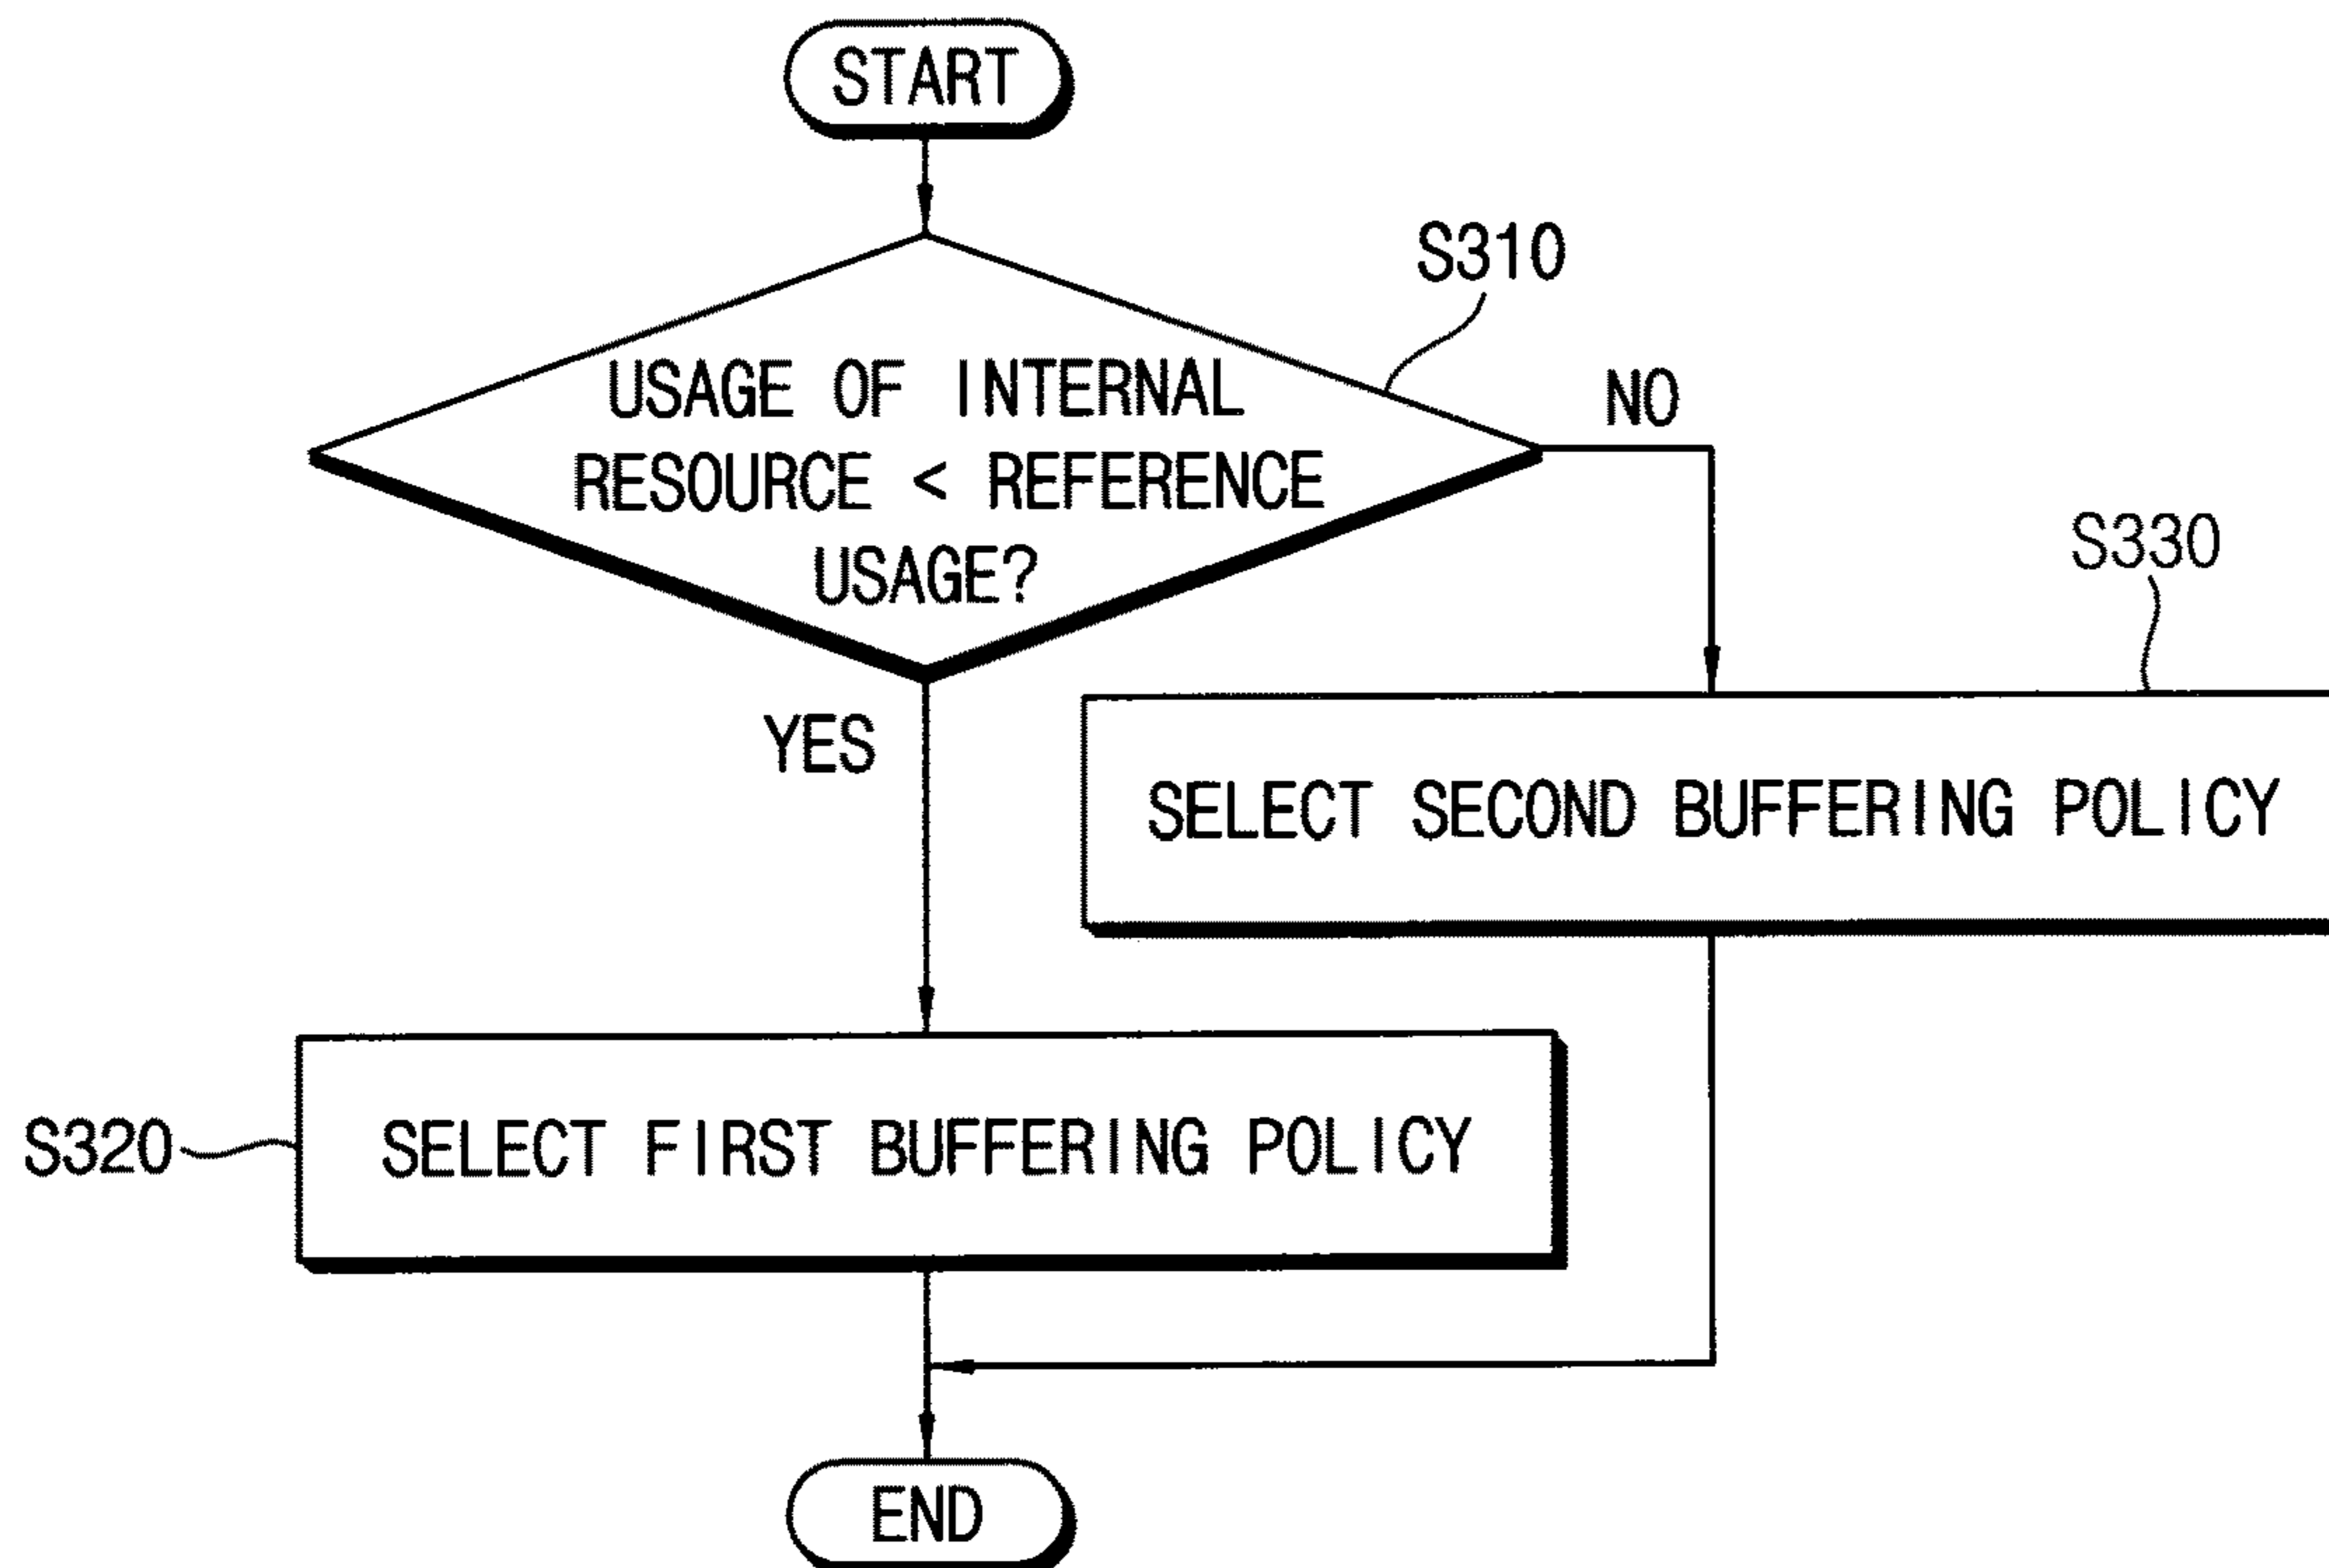 START
S310
USAGE OF INTERNAL
RESOURCE < REFERENCE
USAGE?
NO
YES
S330
SELECT SECOND BUFFERING POLICY
S320
SELECT FIRST BUFFERING POLICY
END